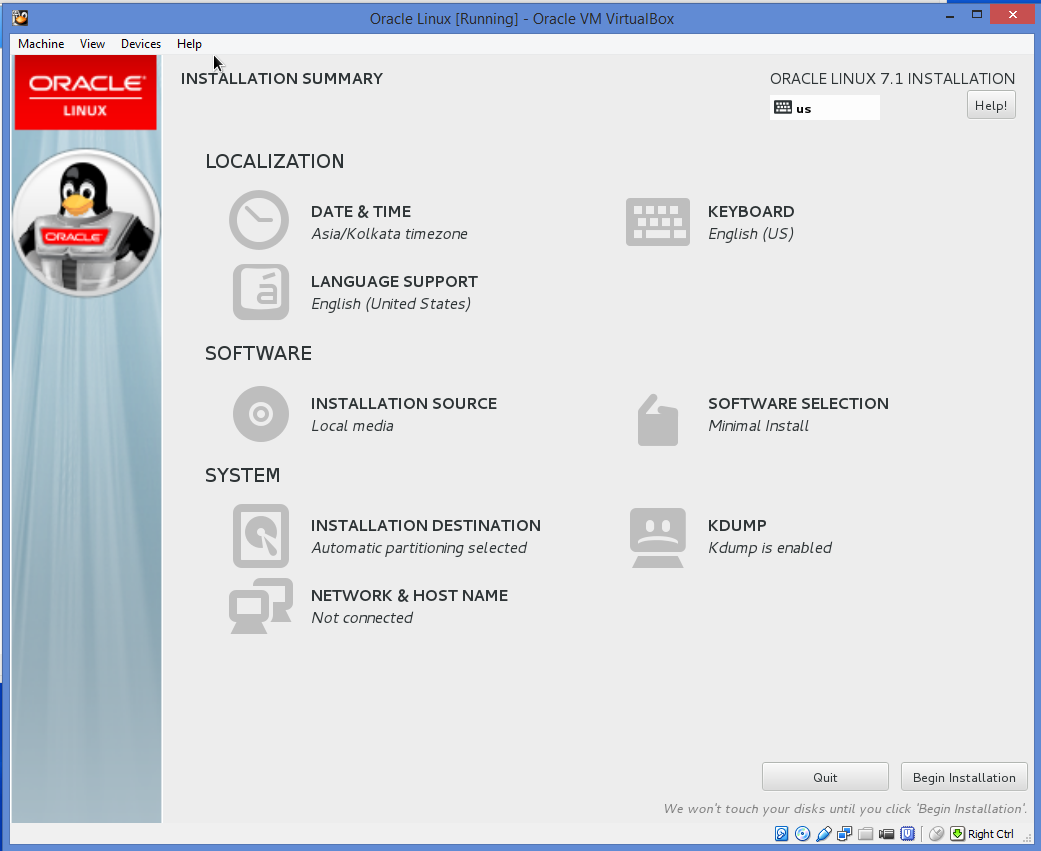 Oracle Linux [Running] - Oracle VM VirtualBox
Machine View Devices Help
ORACLE
LINUX
ORACLE
INSTALLATION SUMMARY
ORACLE LINUX 7.1 INSTALLATION
us
Help!
LOCALIZATION
DATE & TIME
Asia/Kolkata timezone
KEYBOARD
English (US)
LANGUAGE SUPPORT
English (United States)
SOFTWARE
INSTALLATION SOURCE
Local media
SOFTWARE SELECTION
Minimal Install
SYSTEM
INSTALLATION DESTINATION
Automatic partitioning selected
KDUMP
Kdump is enabled
NETWORK & HOST NAME
Not connected
Quit
Begin Installation
We won't touch your disks until you click 'Begin Installation'.
Right Ctrl